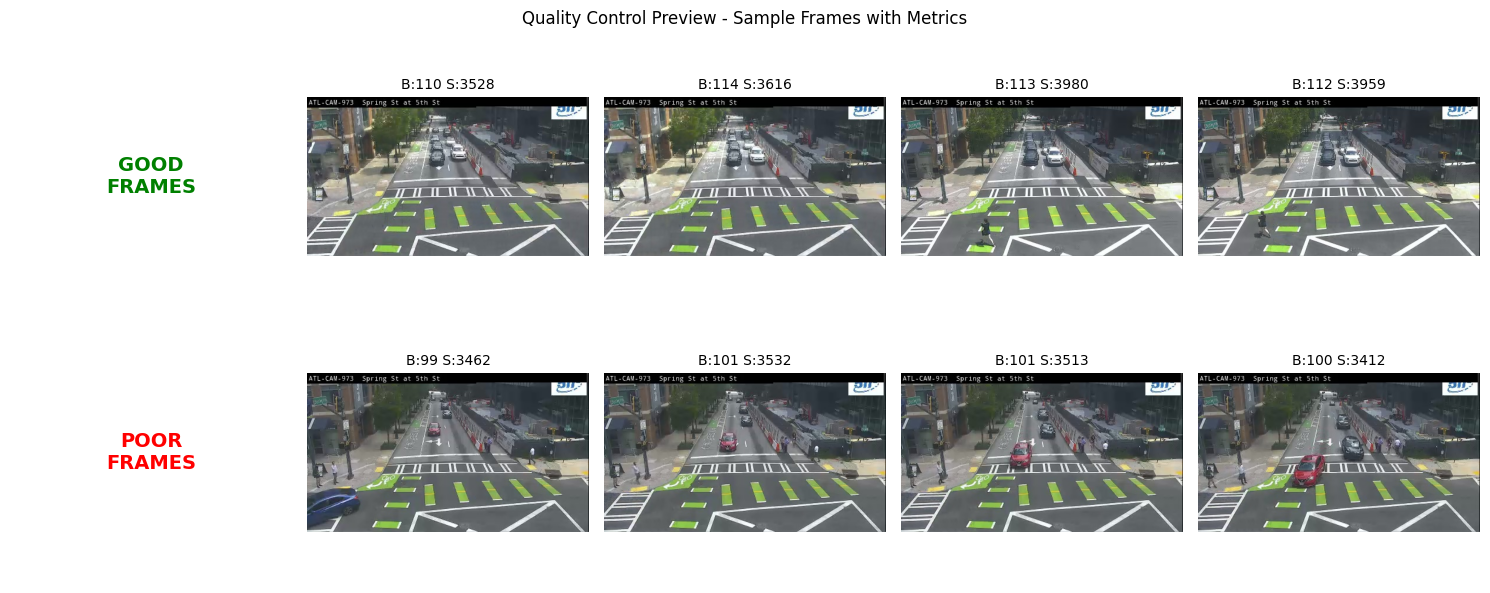 Quality Control Preview - Sample Frames with Metrics
B:110 S:3528
B:114 S:3616
B:113 S:3980
B:112 S:3959
GOOD
FRAMES
ATL-CAM-973 Spring St at 5th St
ATL-CAM-973 Spring St at 5th St
ATL-CAM-973 Spring St at 5th St
ATL-CAM-973 Spring St at 5th St
B:99 S:3462
B:101 S:3532
B:101 S:3513
B:100 S:3412
POOR
FRAMES
ATL-CAM-973 Spring St at 5th St
ATL-CAM-973 Spring St at 5th St
ATL-CAM-973 Spring St at 5th St
ATL-CAM-973 Spring St at 5th St